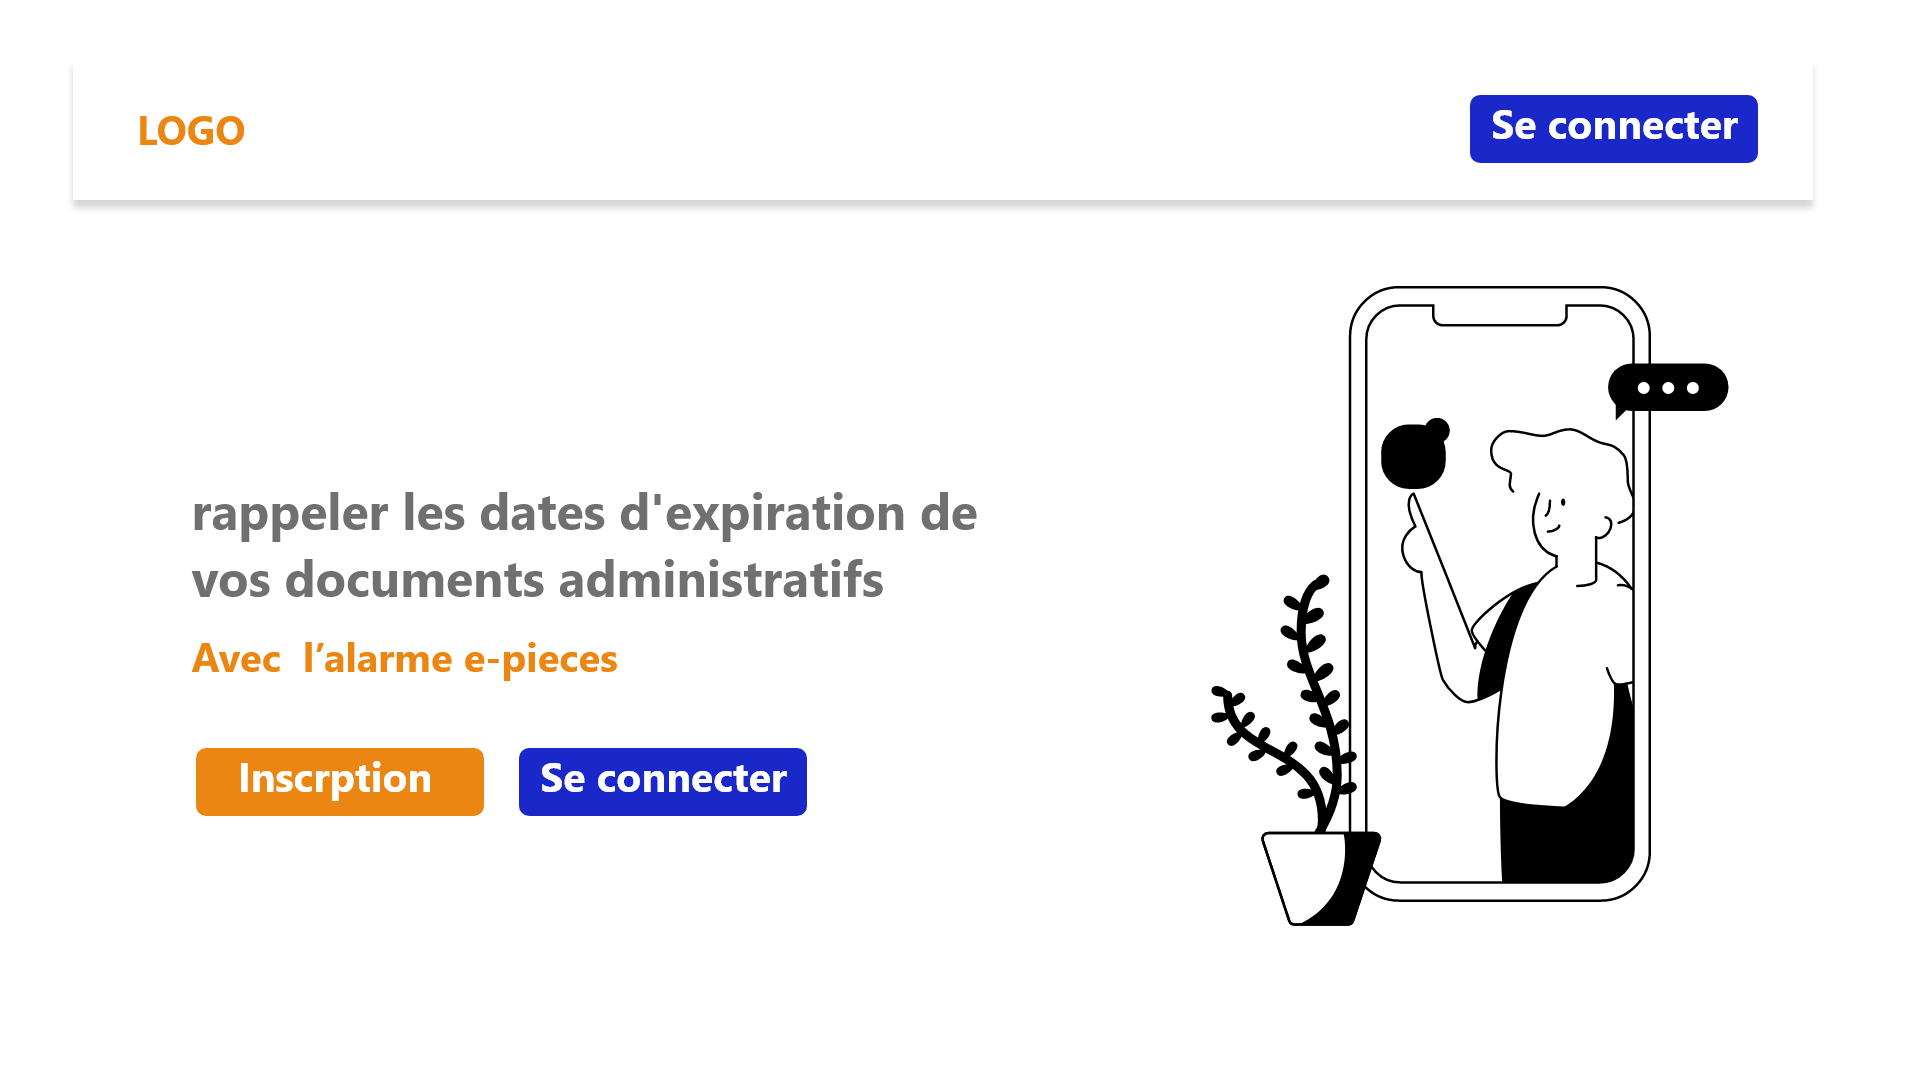 LOGO
Se connecter
rappeler les dates d'expiration de
vos documents administratifs
Avec  l’alarme e-pieces
Inscrption
Se connecter